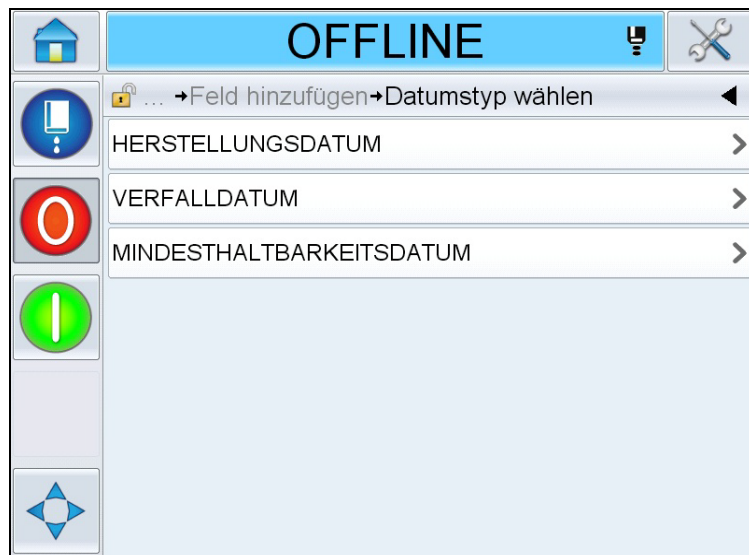 OFFLINE
... →Feld hinzufügen→Datumstyp wählen
HERSTELLUNGSDATUM
VERFALLDATUM
MINDESTHALTBARKEITSDATUM